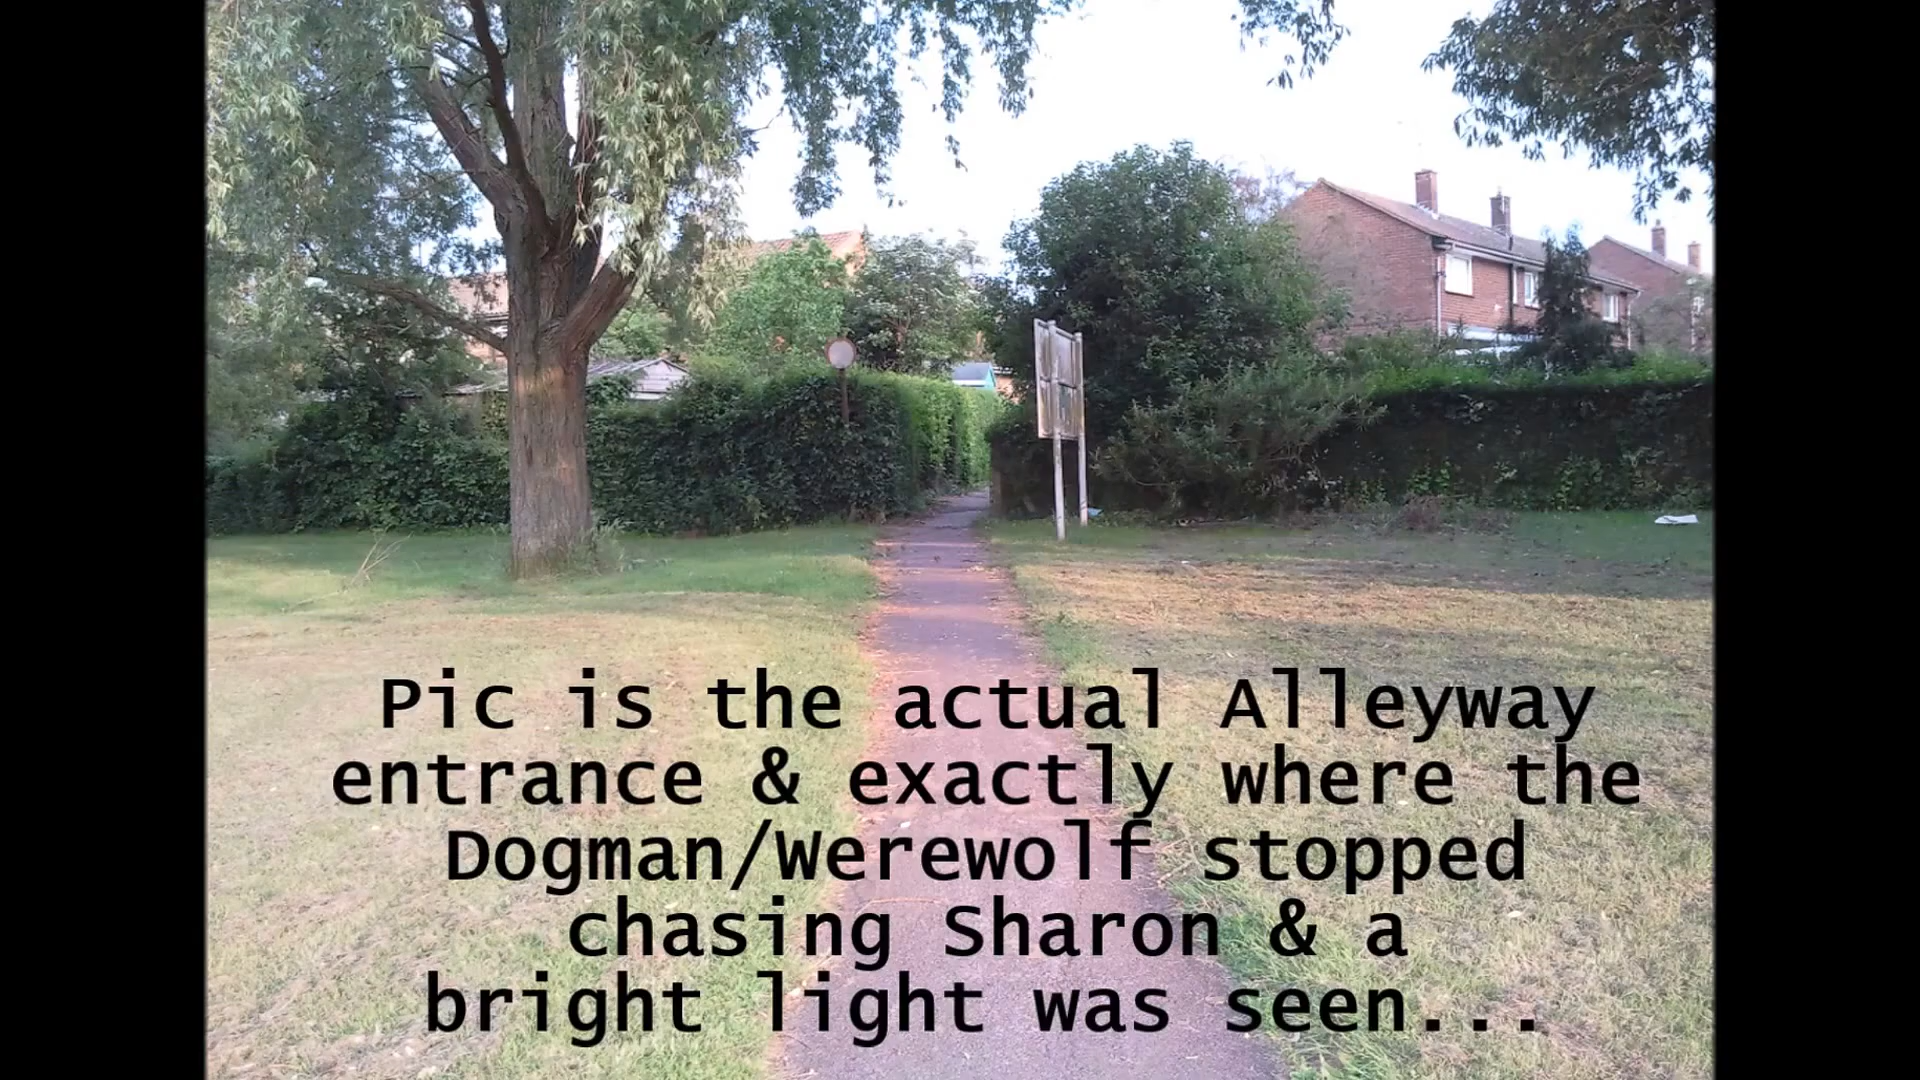 Pic is the actual Alleyway
entrance & exactly where the
Dogman/Werewolf stopped
chasing Sharon & a
bright light was seen...